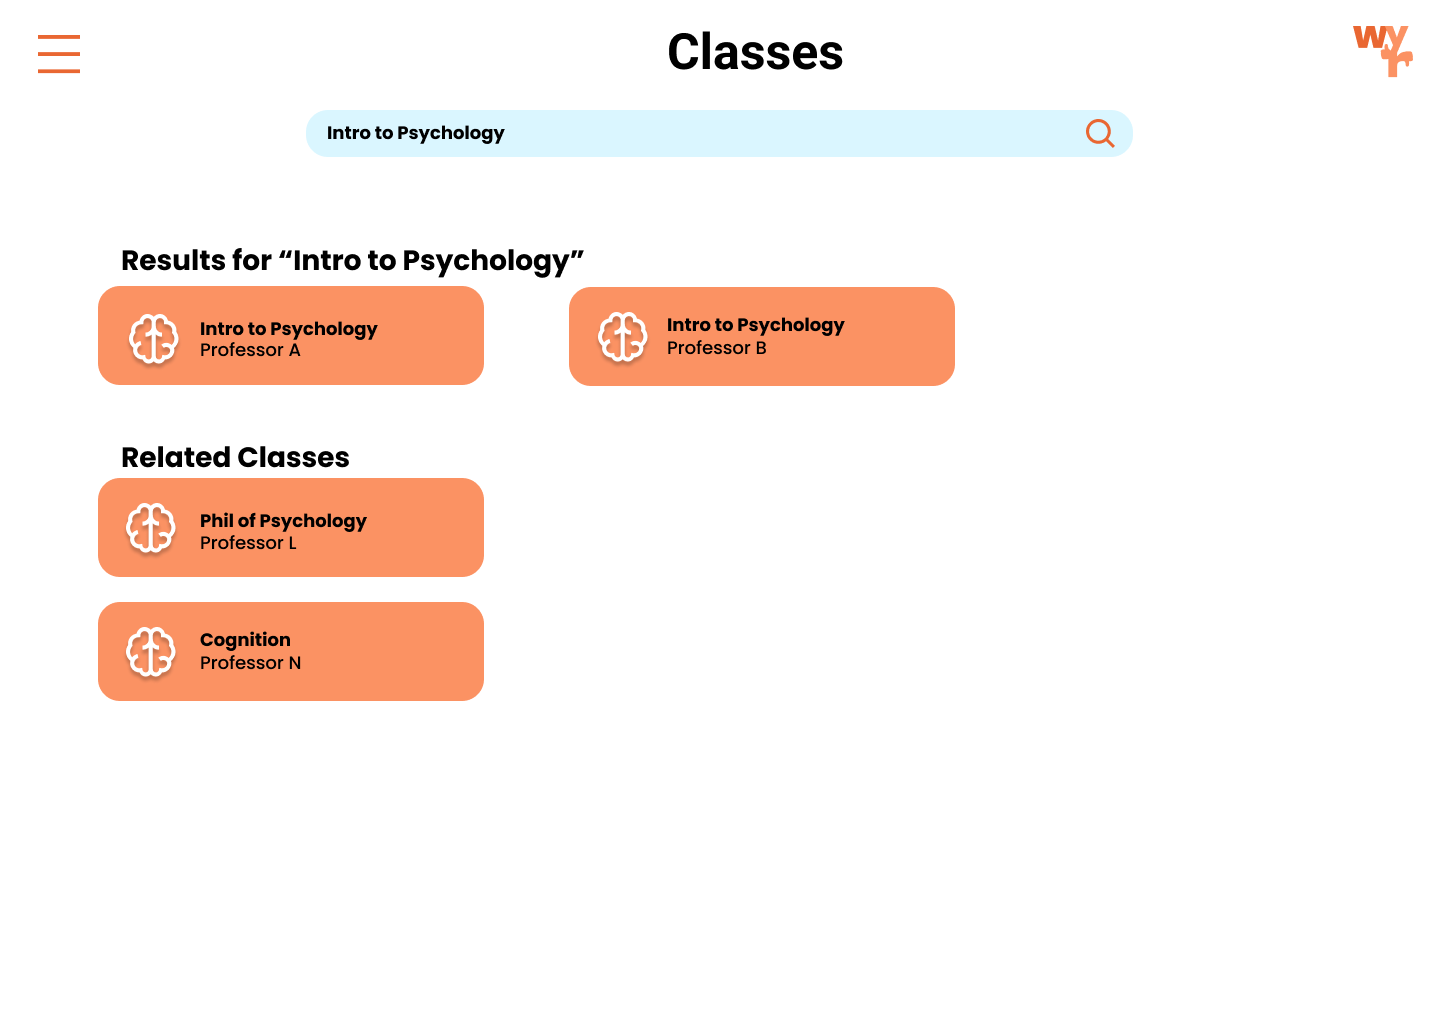 Classes
wyr
Intro to Psychology
Results for “Intro to Psychology”
Intro to Psychology
Professor A
Intro to Psychology
Professor B
Related Classes
Phil of Psychology
Professor L
Cognition
Professor N